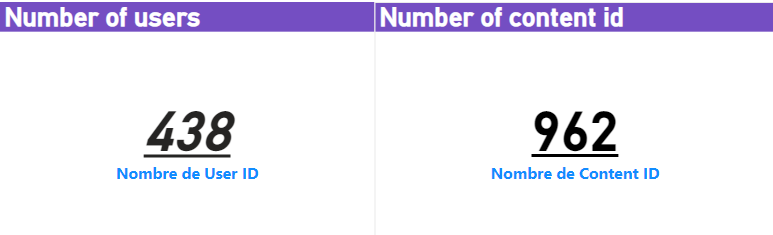 Number of users
438
Nombre de User ID
Number of content id
962
Nombre de Content ID